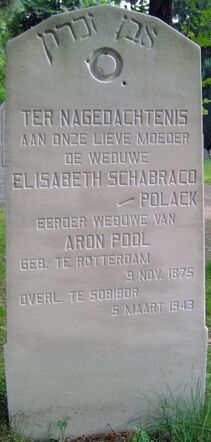 אבן זכרון
TER NAGEDACHTENIS
AAN ONZE LIEVE MOEDER
DE WEDUWE
ELISABETH SCHABRACQ
– POLACK
EERDER WEDUWE VAN
ARON POOL
GEB. TE ROTTERDAM
9 NOV. 1875
OVERL. TE SOBIBOR
5 MAART 1943